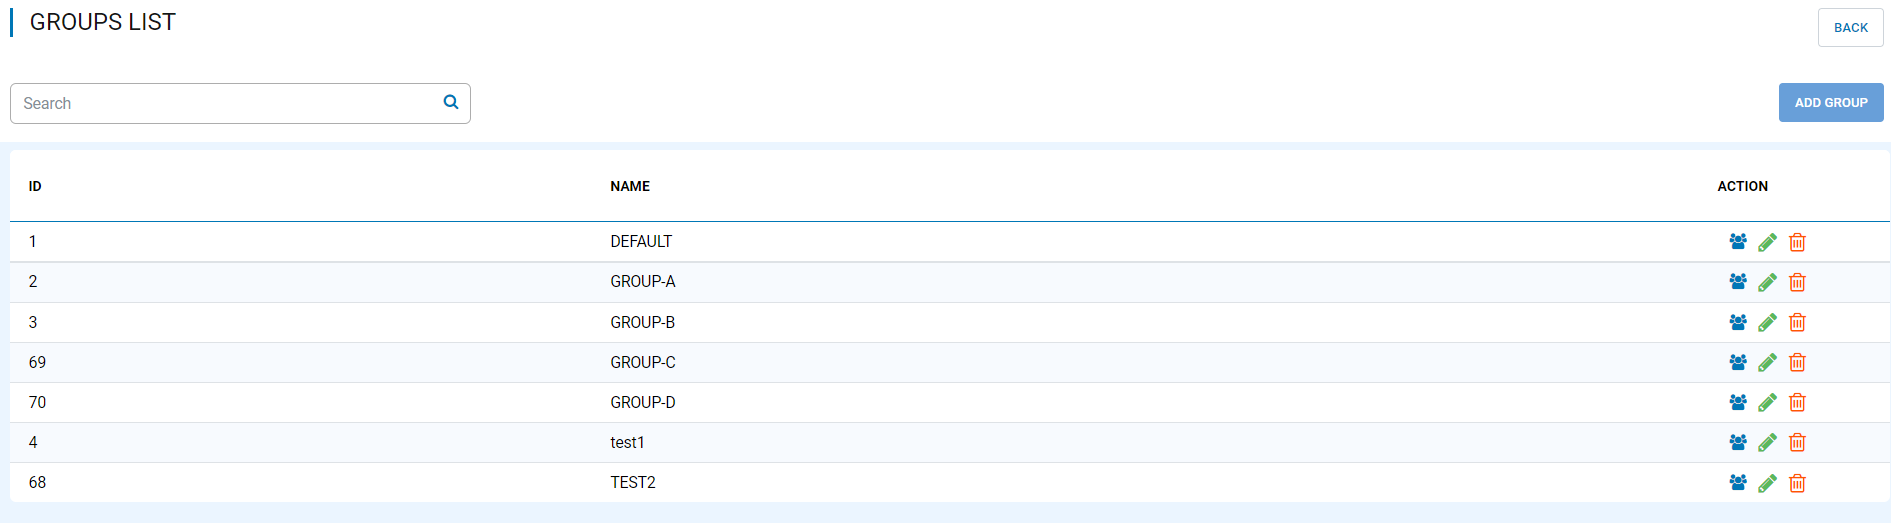 GROUPS LIST
BACK
Search
ADD GROUP
ID NAME ACTION
1 DEFAULT
2 GROUP-A
3 GROUP-B
69 GROUP-C
70 GROUP-D
4 test1
68 TEST2